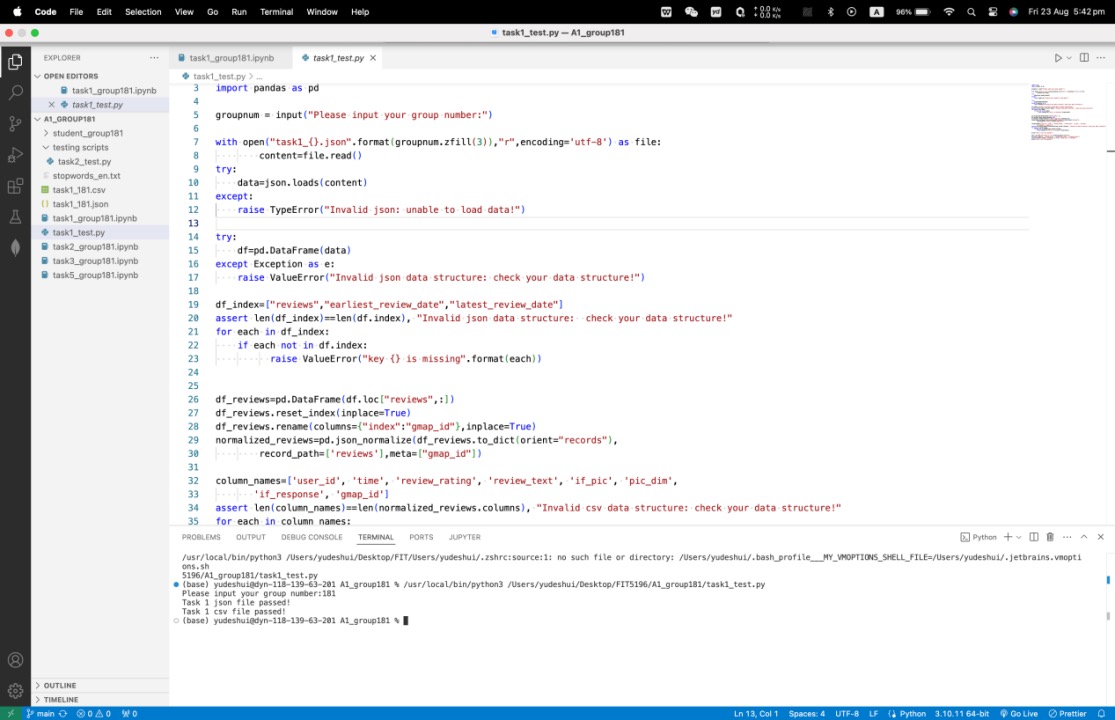 Code File Edit Selection View Go Run Terminal Window Help
96% Fri 23 Aug 5:42 pm
task1_test.py — A1_group181
EXPLORER
OPEN EDITORS
task1_group181.ipynb
task1_test.py
A1_GROUP181
student_group181
testing scripts
task2_test.py
stopwords_en.txt
task1_181.csv
task1_181.json
task1_group181.ipynb
task1_test.py
task2_group181.ipynb
task3_group181.ipynb
task5_group181.ipynb
OUTLINE
TIMELINE
task1_group181.ipynb task1_test.py
task1_test.py > ...
3 import pandas as pd
4
5 groupnum = input("Please input your group number:")
6
7 with open("task1_{}.json".format(groupnum.zfill(3)),"r",encoding='utf-8') as file:
8 content=file.read()
9 try:
10 data=json.loads(content)
11 except:
12 raise TypeError("Invalid json: unable to load data!")
13
14 try:
15 df=pd.DataFrame(data)
16 except Exception as e:
17 raise ValueError("Invalid json data structure: check your data structure!")
18
19 df_index=["reviews","earliest_review_date","latest_review_date"]
20 assert len(df_index)==len(df.index), "Invalid json data structure:  check your data structure!"
21 for each in df_index:
22 if each not in df.index:
23 raise ValueError("key {} is missing".format(each))
24
25
26 df_reviews=pd.DataFrame(df.loc["reviews",:])
27 df_reviews.reset_index(inplace=True)
28 df_reviews.rename(columns={"index":"gmap_id"},inplace=True)
29 normalized_reviews=pd.json_normalize(df_reviews.to_dict(orient="records"),
30 record_path=['reviews'],meta=["gmap_id"])
31
32 column_names=['user_id', 'time', 'review_rating', 'review_text', 'if_pic', 'pic_dim',
33 'if_response', 'gmap_id']
34 assert len(column_names)==len(normalized_reviews.columns), "Invalid csv data structure: check your data structure!"
35 for each in column_names:
PROBLEMS OUTPUT DEBUG CONSOLE TERMINAL PORTS JUPYTER
Python
/usr/local/bin/python3 /Users/yudeshui/Desktop/FIT/Users/yudeshui/.zshrc:source:1: no such file or directory: /Users/yudeshui/.bash_profile___MY_VMOPTIONS_SHELL_FILE=/Users/yudeshui/.jetbrains.vmopti
ons.sh
5196/A1_group181/task1_test.py
(base) yudeshui@dyn-118-139-63-201 A1_group181 % /usr/local/bin/python3 /Users/yudeshui/Desktop/FIT5196/A1_group181/task1_test.py
Please input your group number:181
Task 1 json file passed!
Task 1 csv file passed!
(base) yudeshui@dyn-118-139-63-201 A1_group181 %
main 0 0 0 Ln 13, Col 1 Spaces: 4 UTF-8 LF Python 3.10.11 64-bit Go Live Prettier